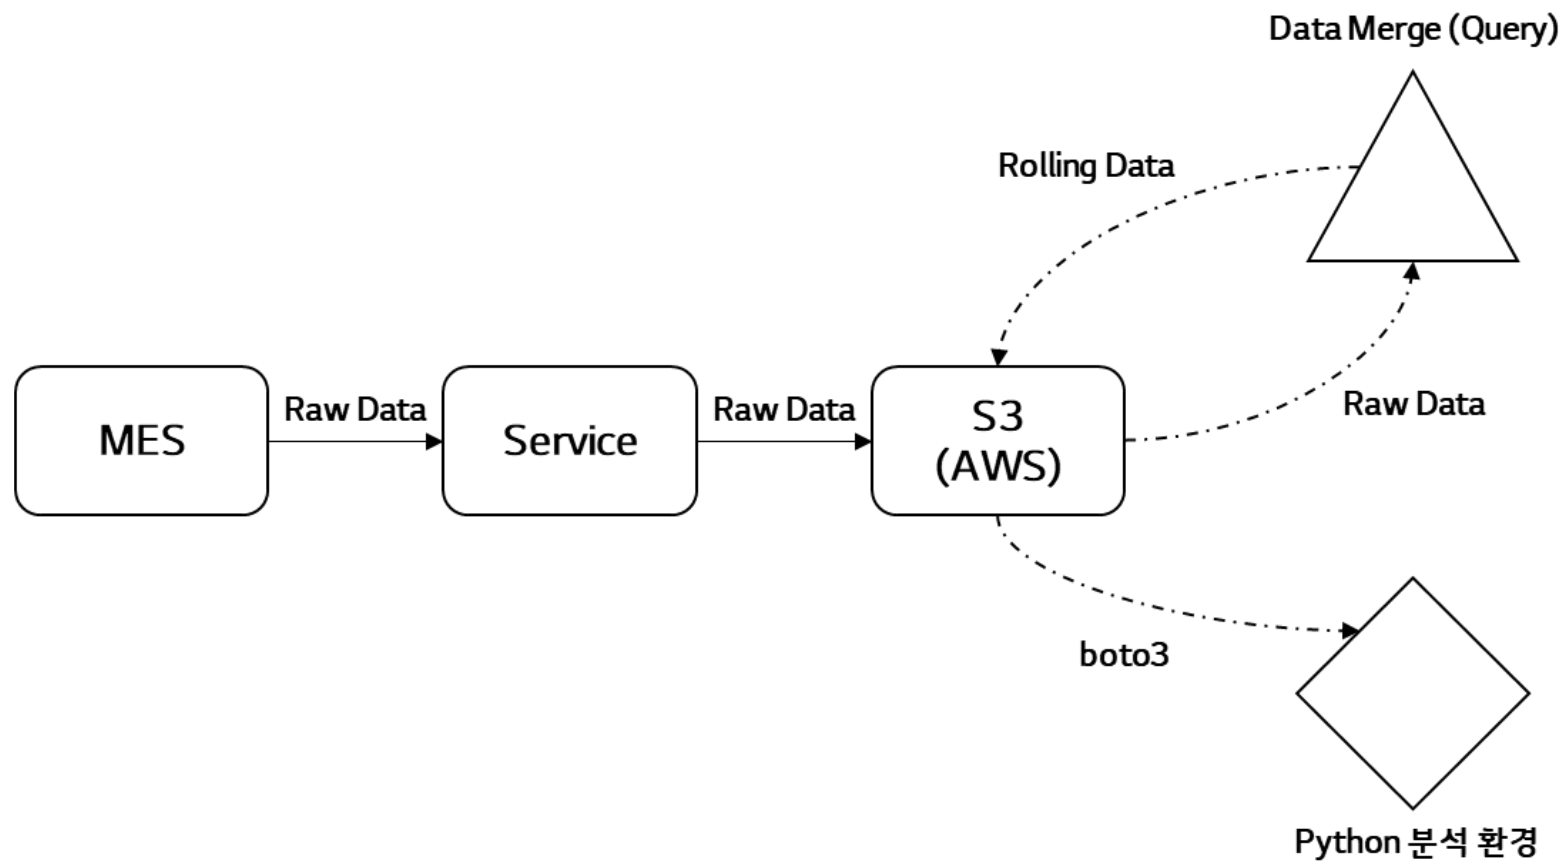 Data Merge (Query)
Rolling Data
MES
Raw Data
Service
Raw Data
S3
(AWS)
Raw Data
boto3
Python 분석 환경